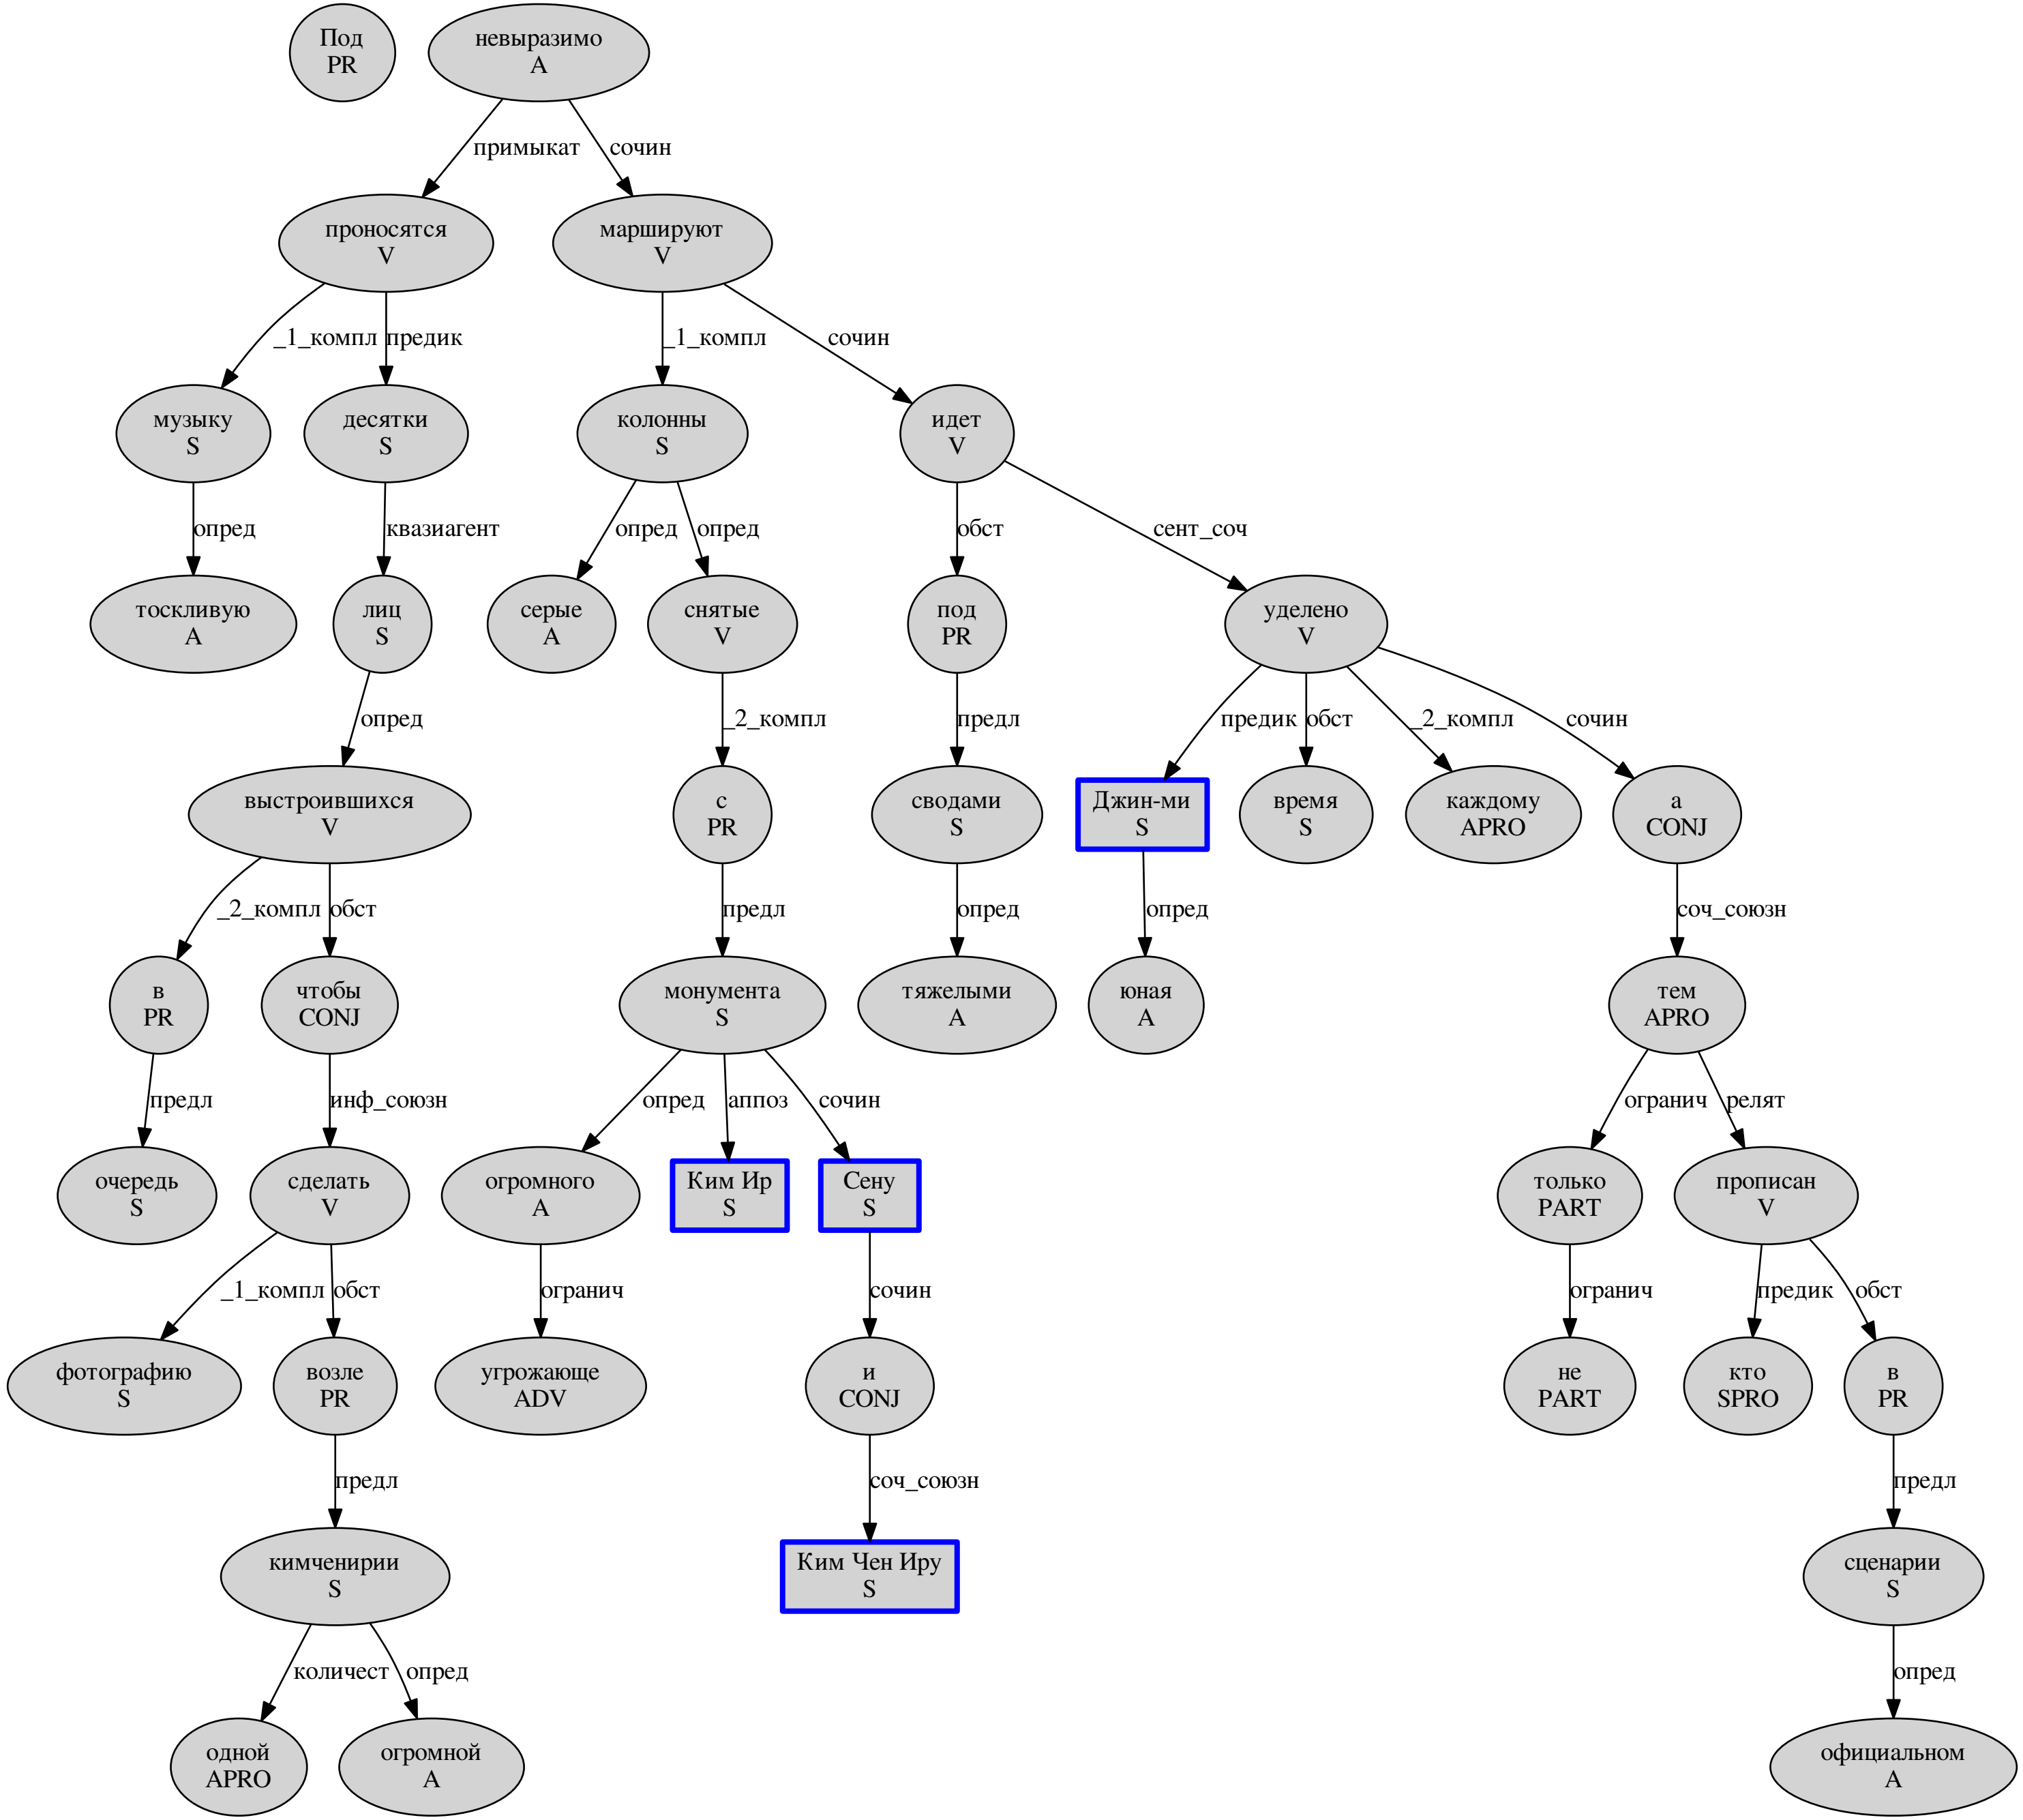 Под
PR
невыразимо
A
примыкат
сочин
проносятся
V
маршируют
V
_1_компл
предик
_1_компл
сочин
музыку
S
десятки
S
колонны
S
идет
V
опред
квазиагент
опред
опред
обст
сент_соч
тоскливую
A
лиц
S
серые
A
снятые
V
под
PR
уделено
V
опред
_2_компл
предл
предик
обст
_2_компл
сочин
выстроившихся
V
с
PR
сводами
S
Джин-ми
S
время
S
каждому
APRO
а
CONJ
_2_компл
обст
предл
опред
опред
соч_союзн
в
PR
чтобы
CONJ
монумента
S
тяжелыми
A
юная
A
тем
APRO
предл
инф_союзн
опред
аппоз
сочин
огранич
релят
очередь
S
сделать
V
огромного
A
Ким Ир
S
Сену
S
только
PART
прописан
V
_1_компл
обст
огранич
сочин
огранич
предик
обст
фотографию
S
возле
PR
угрожающе
ADV
и
CONJ
не
PART
кто
SPRO
в
PR
предл
соч_союзн
предл
кимченирии
S
Ким Чен Иру
S
сценарии
S
количест
опред
опред
одной
APRO
огромной
A
официальном
A